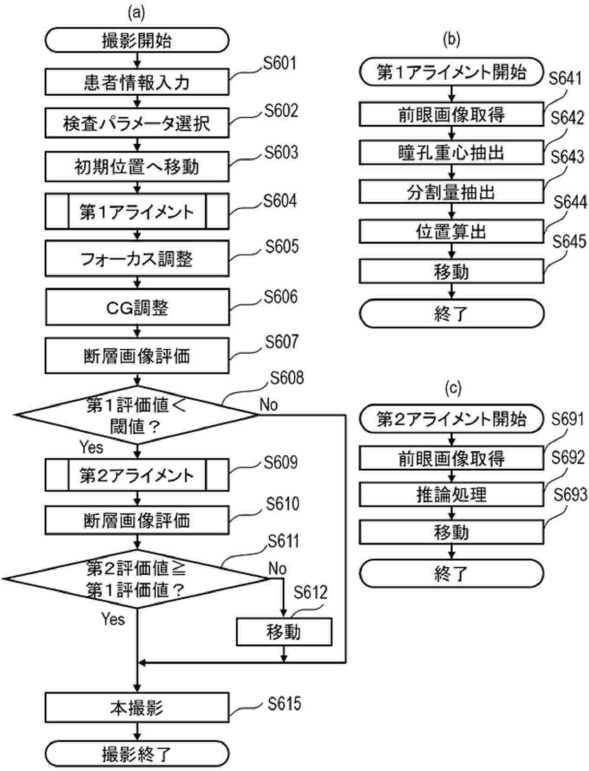 (a)
撮影開始
患者情報入力
S601
検査パラメータ選択
S602
初期位置へ移動
S603
第1アライメント
S604
フォーカス調整
S605
CG調整
S606
断層画像評価
S607
第1評価値<
閾値?
S608
No
Yes
第2アライメント
S609
断層画像評価
S610
第2評価値≧
第1評価値?
S611
No
Yes
移動
S612
本撮影
S615
撮影終了
(b)
第1アライメント開始
前眼画像取得
S641
瞳孔重心抽出
S642
分割量抽出
S643
位置算出
S644
移動
S645
終了
(c)
第2アライメント開始
前眼画像取得
S691
推論処理
S692
移動
S693
終了